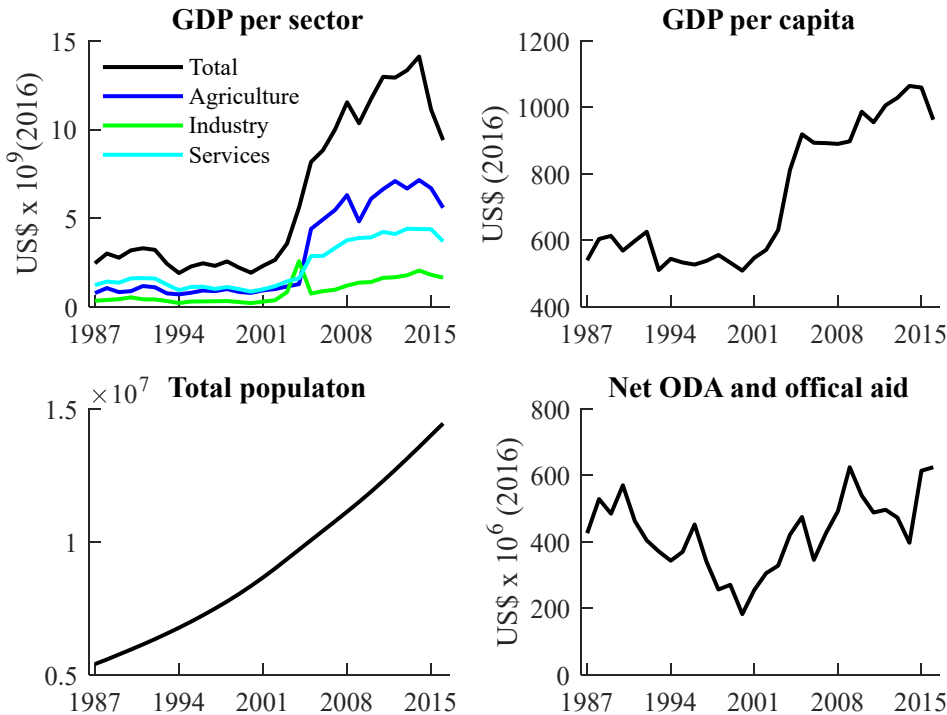 GDP per sector
15
10
5
0
US$ x 10^9(2016)
Total
Agriculture
Industry
Services
1987 1994 2001 2008 2015
GDP per capita
1200
1000
800
600
400
US$ (2016)
1987 1994 2001 2008 2015
Total populaton
×10^7
1.5
1
0.5
1987 1994 2001 2008 2015
Net ODA and offical aid
800
600
400
200
0
US$ x 10^6 (2016)
1987 1994 2001 2008 2015